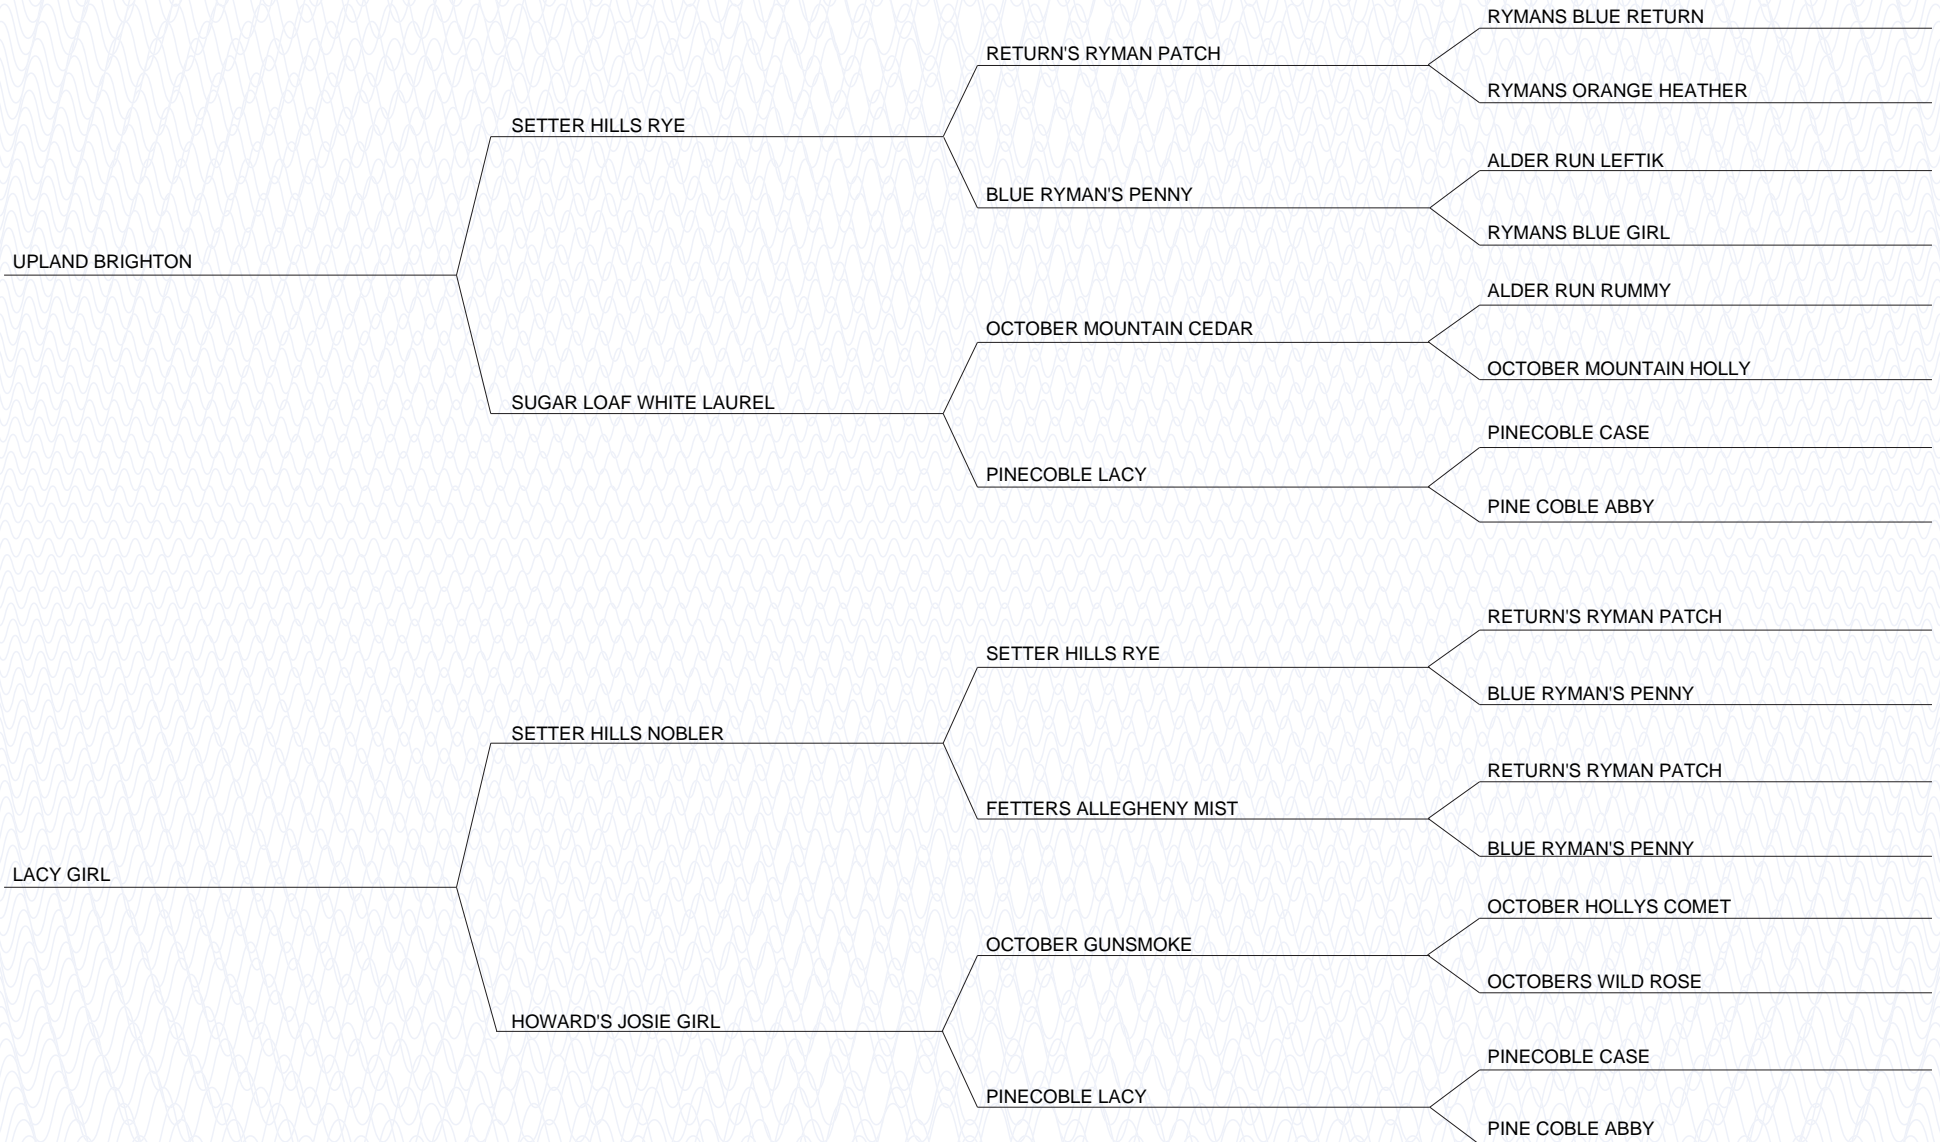 RYMANS BLUE RETURN
RETURN'S RYMAN PATCH
RYMANS ORANGE HEATHER
SETTER HILLS RYE
ALDER RUN LEFTIK
BLUE RYMAN'S PENNY
RYMANS BLUE GIRL
UPLAND BRIGHTON
ALDER RUN RUMMY
OCTOBER MOUNTAIN CEDAR
OCTOBER MOUNTAIN HOLLY
SUGAR LOAF WHITE LAUREL
PINECOBLE CASE
PINECOBLE LACY
PINE COBLE ABBY
RETURN'S RYMAN PATCH
SETTER HILLS RYE
BLUE RYMAN'S PENNY
SETTER HILLS NOBLER
RETURN'S RYMAN PATCH
FETTERS ALLEGHENY MIST
BLUE RYMAN'S PENNY
LACY GIRL
OCTOBER HOLLYS COMET
OCTOBER GUNSMOKE
OCTOBERS WILD ROSE
HOWARD'S JOSIE GIRL
PINECOBLE CASE
PINECOBLE LACY
PINE COBLE ABBY